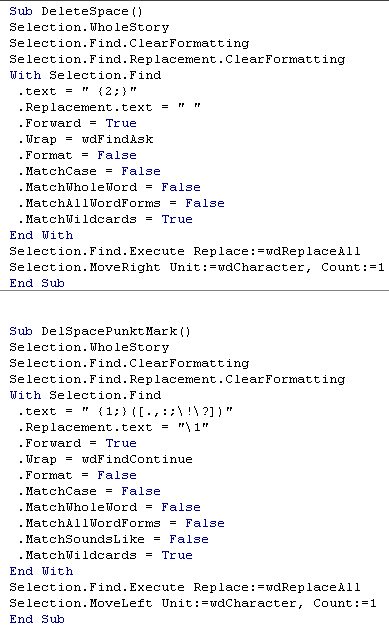 Sub DeleteSpace()
Selection.WholeStory
Selection.Find.ClearFormatting
Selection.Find.Replacement.ClearFormatting
With Selection.Find
.text = " {2;}"
.Replacement.text = " "
.Forward = True
.Wrap = wdFindAsk
.Format = False
.MatchCase = False
.MatchWholeWord = False
.MatchAllWordForms = False
.MatchWildcards = True
End With
Selection.Find.Execute Replace:=wdReplaceAll
Selection.MoveRight Unit:=wdCharacter, Count:=1
End Sub
Sub DelSpacePunktMark()
Selection.WholeStory
Selection.Find.ClearFormatting
Selection.Find.Replacement.ClearFormatting
With Selection.Find
.text = " {1;}([.,:;\!\?])"
.Replacement.text = "\1"
.Forward = True
.Wrap = wdFindContinue
.Format = False
.MatchCase = False
.MatchWholeWord = False
.MatchAllWordForms = False
.MatchSoundsLike = False
.MatchWildcards = True
End With
Selection.Find.Execute Replace:=wdReplaceAll
Selection.MoveLeft Unit:=wdCharacter, Count:=1
End Sub